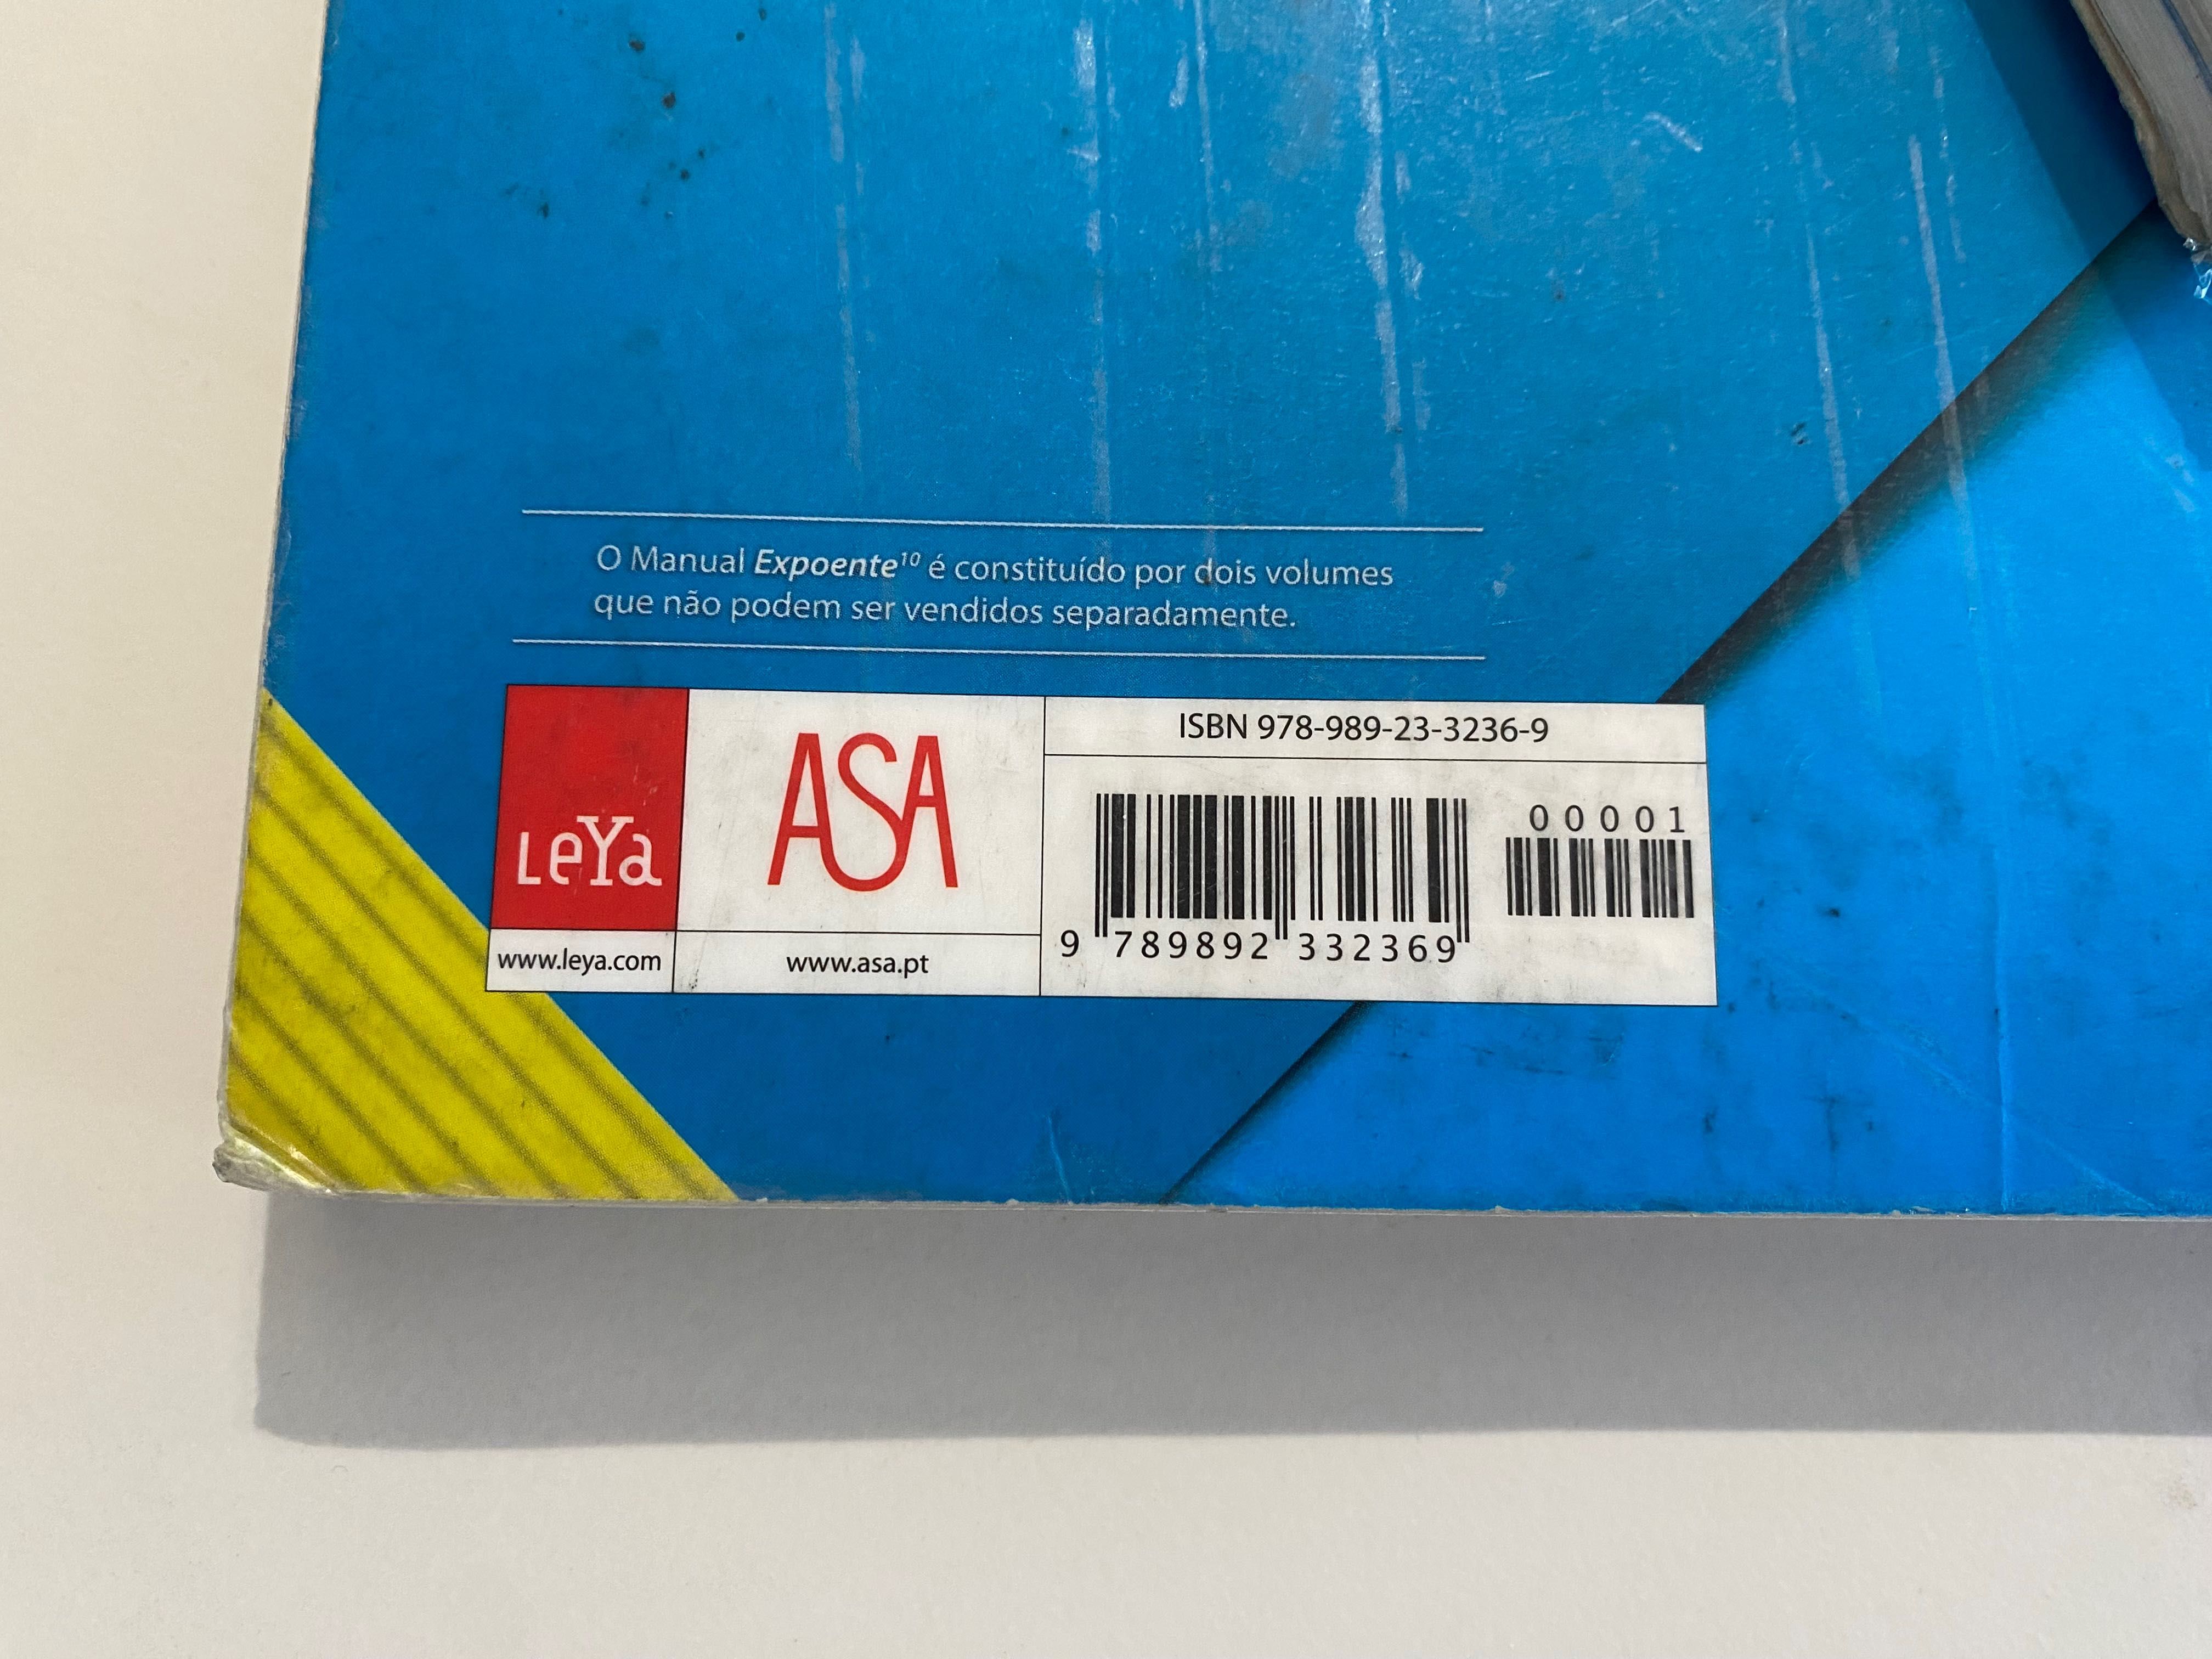 O Manual Expoente¹⁰ é constituído por dois volumes
que não podem ser vendidos separadamente.
LeYa
ASA
www.leya.com
www.asa.pt
ISBN 978-989-23-3236-9
00001
9 789892 332369